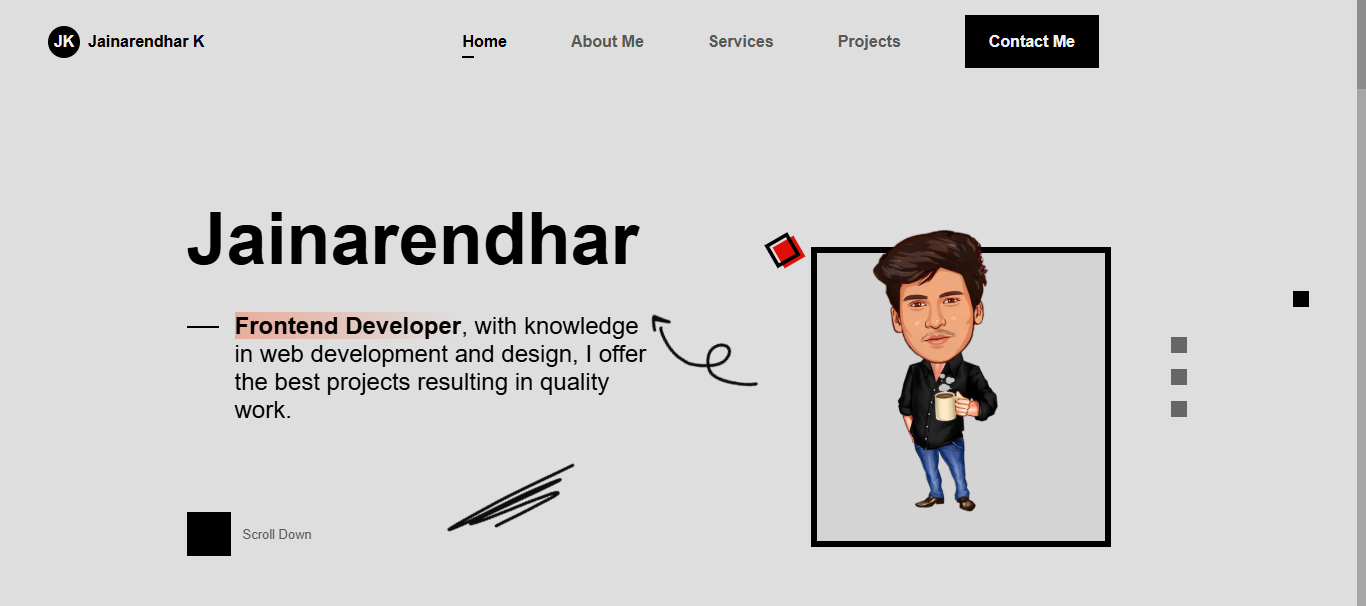 JK Jainarendhar K Home About Me Services Projects Contact Me
Jainarendhar
Frontend Developer, with knowledge
in web development and design, I offer
the best projects resulting in quality
work.
Scroll Down